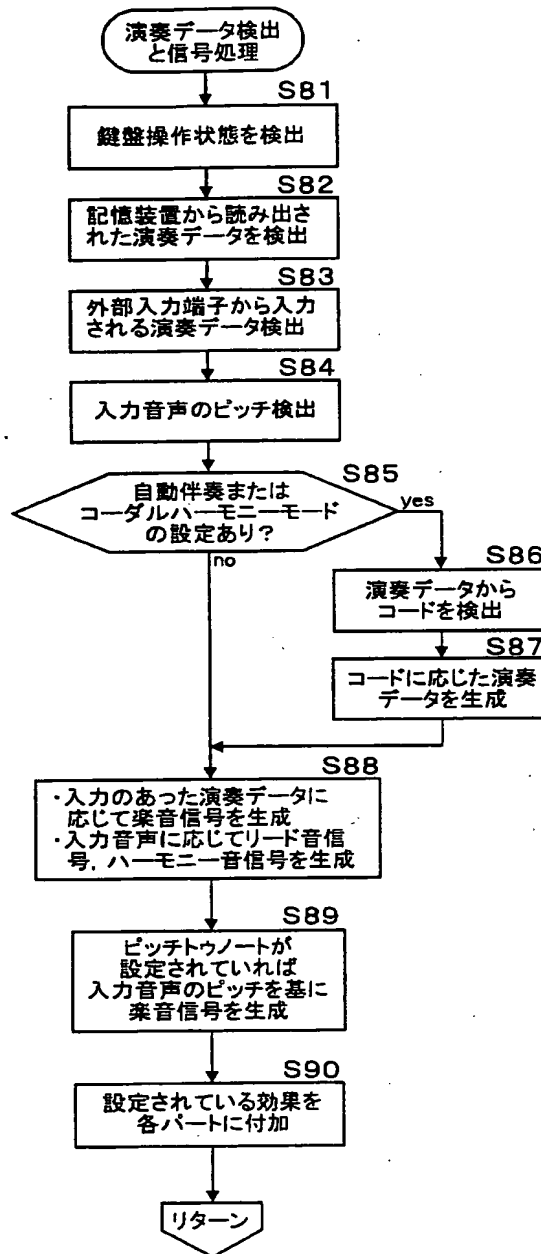 演奏データ検出
と信号処理
S81
鍵盤操作状態を検出
S82
記憶装置から読み出さ
れた演奏データを検出
S83
外部入力端子から入力
される演奏データ検出
S84
入力音声のピッチ検出
S85
自動伴奏または
コーダルハーモニーモード
の設定あり?
yes
no
S86
演奏データから
コードを検出
S87
コードに応じた演奏
データを生成
S88
・入力のあった演奏データに
応じて楽音信号を生成
・入力音声に応じてリード音信
号,ハーモニー音信号を生成
S89
ピッチトゥノートが
設定されていれば
入力音声のピッチを基に
楽音信号を生成
S90
設定されている効果を
各パートに付加
リターン